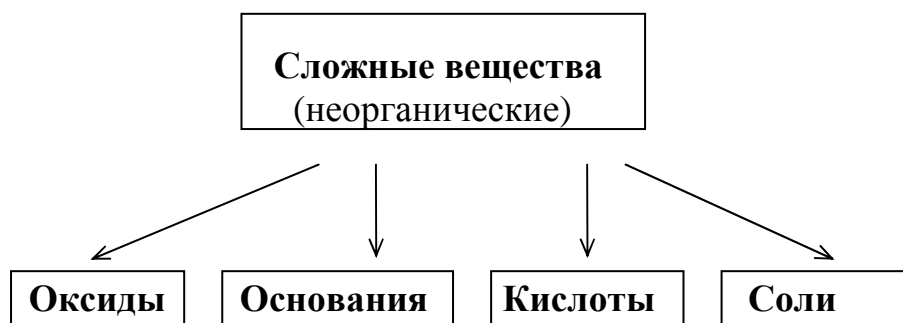 Сложные вещества
(неорганические)
Оксиды
Основания
Кислоты
Соли